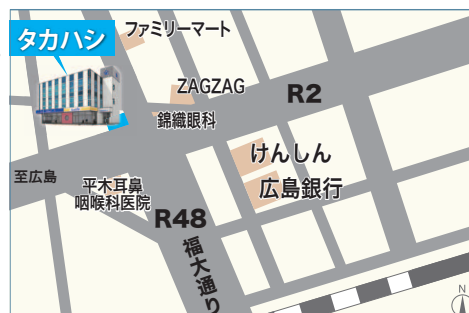 ファミリーマート
タカハシ
ZAGZAG
R2
錦織眼科
けんしん
至広島
平木耳鼻
咽喉科医院
広島銀行
R48
福大通り
N